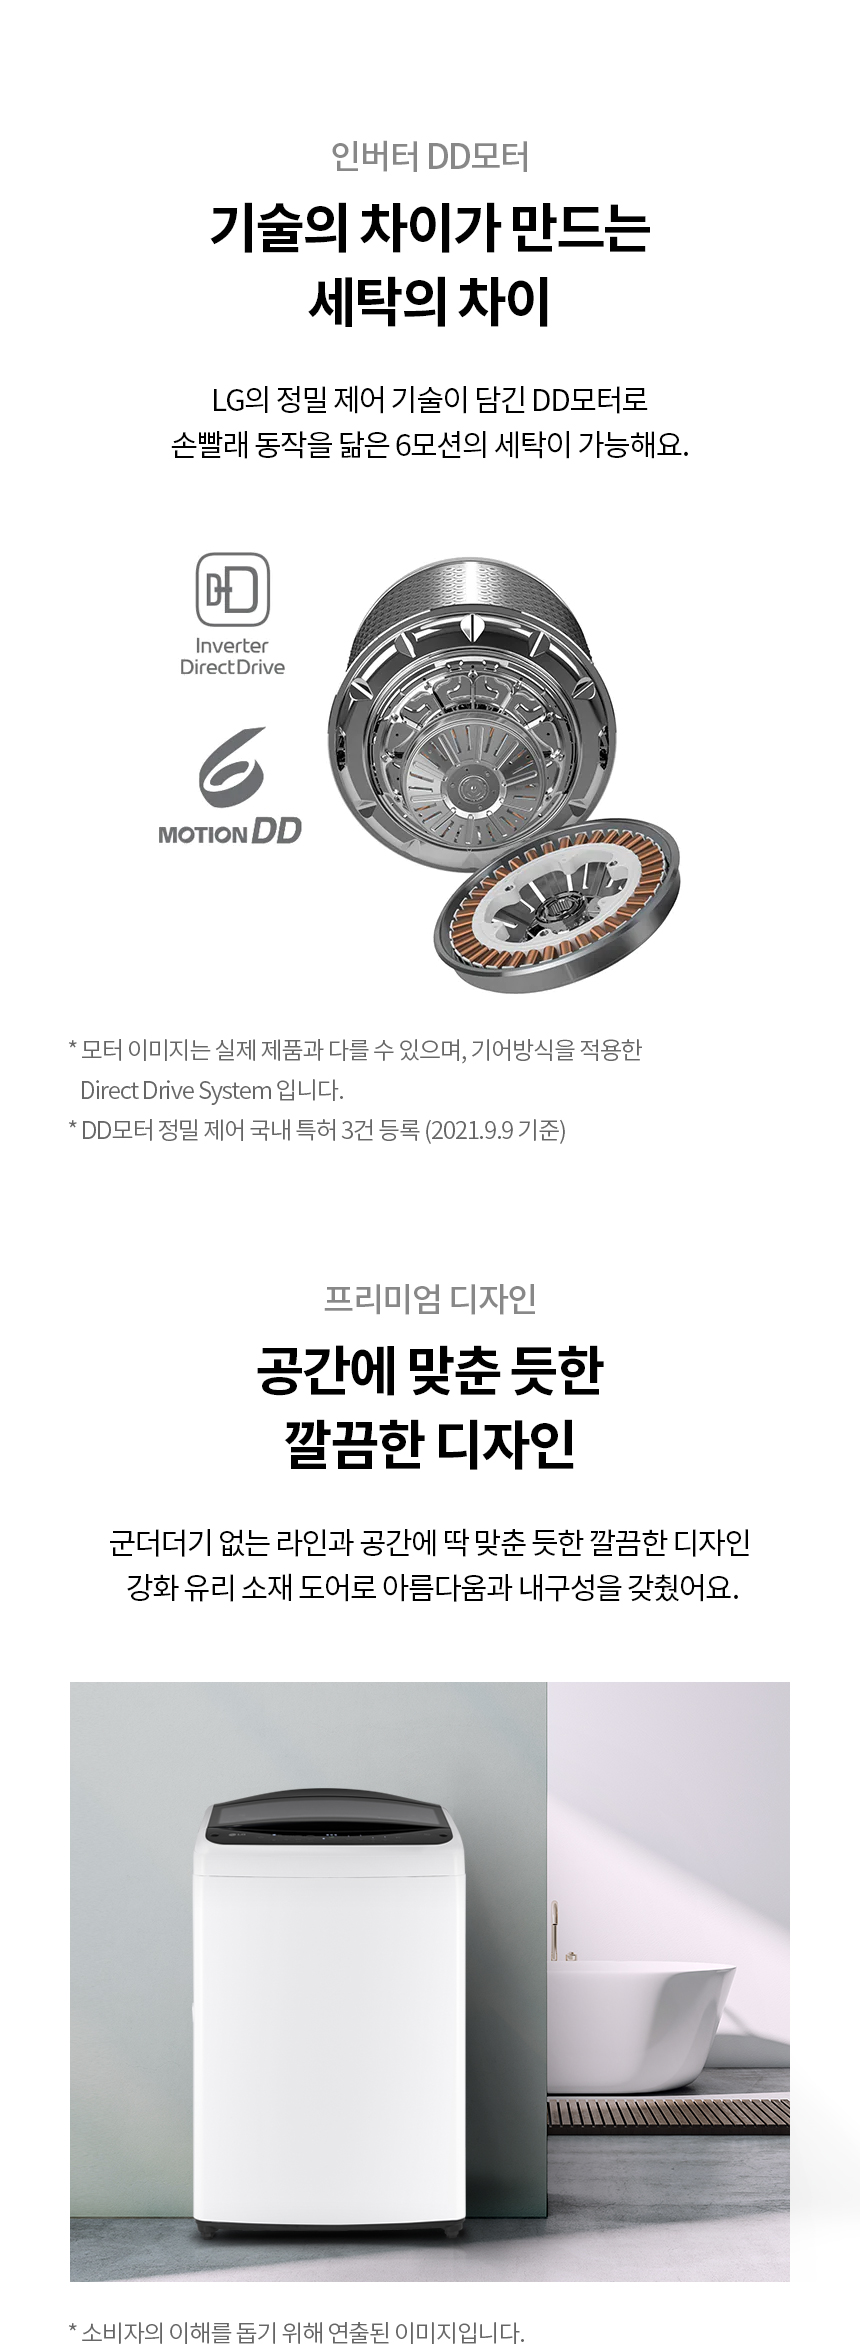 인버터 DD모터
기술의 차이가 만드는
세탁의 차이
LG의 정밀 제어 기술이 담긴 DD모터로
손빨래 동작을 닮은 6모션의 세탁이 가능해요.
DD
Inverter
DirectDrive
6
MOTION DD
* 모터 이미지는 실제 제품과 다를 수 있으며, 기어방식을 적용한
Direct Drive System 입니다.
* DD모터 정밀 제어 국내 특허 3건 등록 (2021.9.9 기준)
프리미엄 디자인
공간에 맞춘 듯한
깔끔한 디자인
군더더기 없는 라인과 공간에 딱 맞춘 듯한 깔끔한 디자인
강화 유리 소재 도어로 아름다움과 내구성을 갖췄어요.
LG
* 소비자의 이해를 돕기 위해 연출된 이미지입니다.